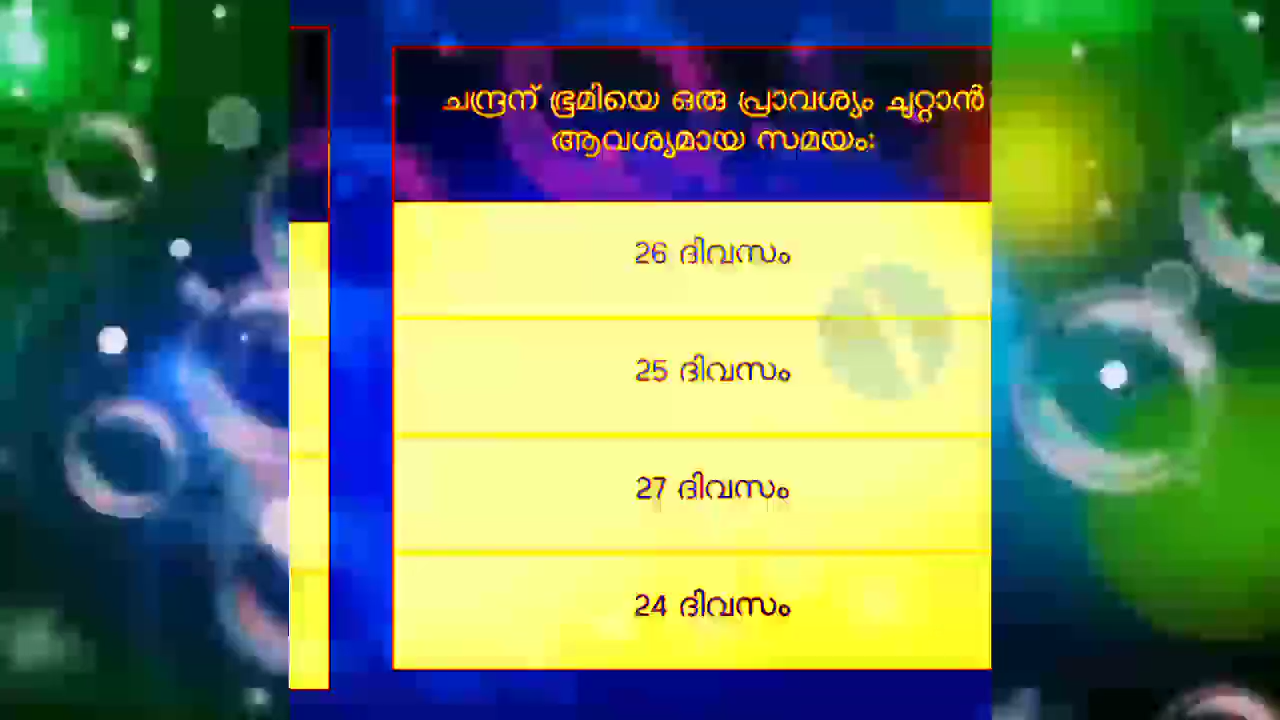 ചന്ദ്രന് ഭൂമിയെ ഒരു പ്രാവശ്യം ചുറ്റാൻ
ആവശ്യമായ സമയം:
26 ദിവസം
25 ദിവസം
27 ദിവസം
24 ദിവസം